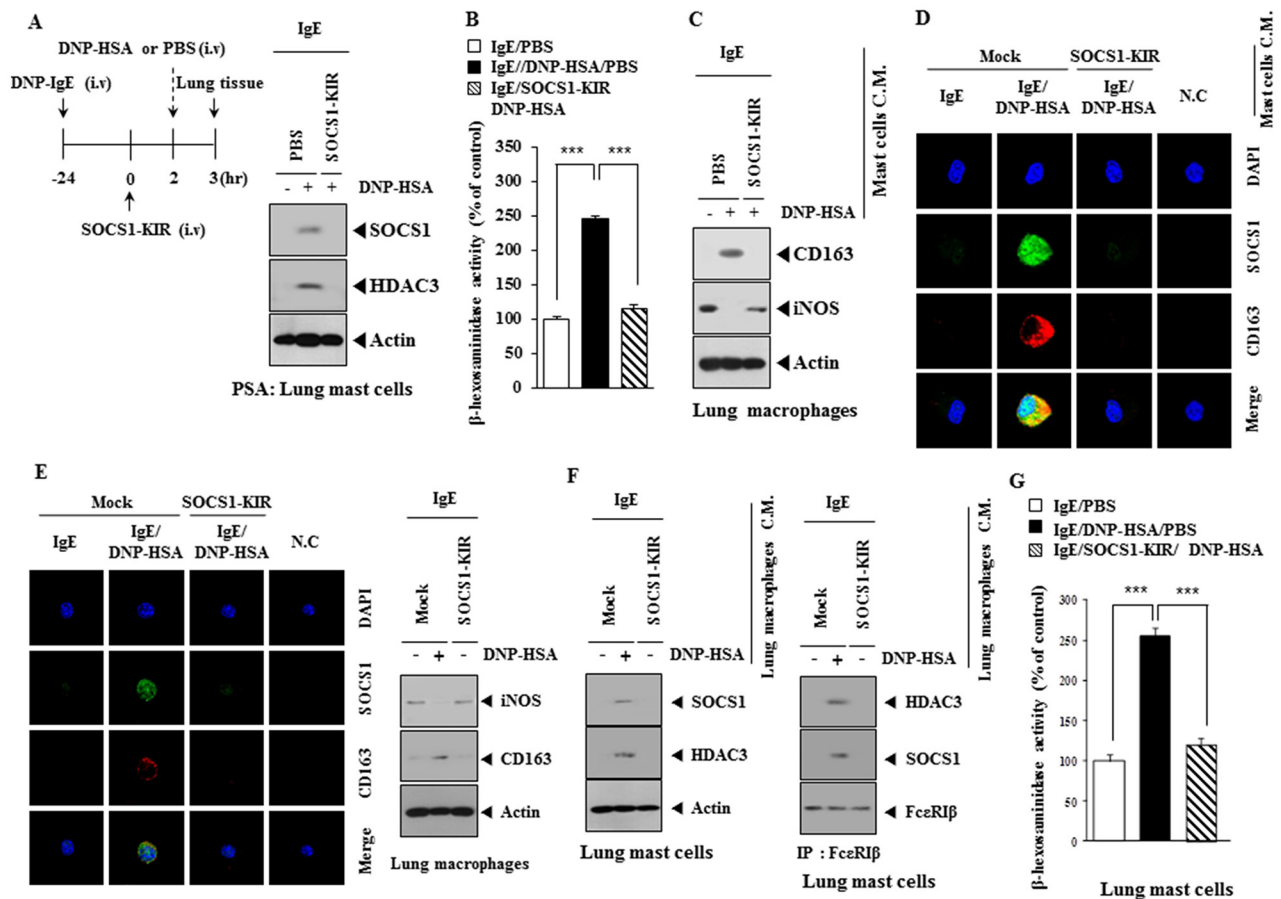 A
DNP-HSA or PBS (i.v)
DNP-IgE (i.v)
Lung tissue
-24 0 2 3 (hr)
SOCS1-KIR (i.v)
IgE
PBS
SOCS1-KIR
- + + DNP-HSA
SOCS1
HDAC3
Actin
PSA: Lung mast cells
B
IgE/PBS
IgE//DNP-HSA/PBS
IgE/SOCS1-KIR
DNP-HSA
β-hexosaminidase activity (% of control)
*** ***
350
300
250
200
150
100
50
0
C
IgE
PBS
SOCS1-KIR
Mast cells C.M.
- + + DNP-HSA
CD163
iNOS
Actin
Lung macrophages
D
Mock SOCS1-KIR
IgE IgE/ IgE/ N.C
DNP-HSA DNP-HSA
Mast cells C.M.
DAPI
SOCS1
CD163
Merge
E
Mock SOCS1-KIR
IgE IgE/ IgE/ N.C
DNP-HSA DNP-HSA
DAPI
SOCS1
CD163
Merge
IgE
Mock
SOCS1-KIR
- + - DNP-HSA
iNOS
CD163
Actin
Lung macrophages
F
IgE
Mock
SOCS1-KIR
Lung macrophages C.M.
- + - DNP-HSA
SOCS1
HDAC3
Actin
Lung mast cells
IgE
Mock
SOCS1-KIR
Lung macrophages C.M.
- + - DNP-HSA
HDAC3
SOCS1
FcεRIβ
IP : FcεRIβ
Lung mast cells
G
IgE/PBS
IgE/DNP-HSA/PBS
IgE/SOCS1-KIR/ DNP-HSA
β-hexosaminidase activity (% of control)
*** ***
300
250
200
150
100
50
0
Lung mast cells